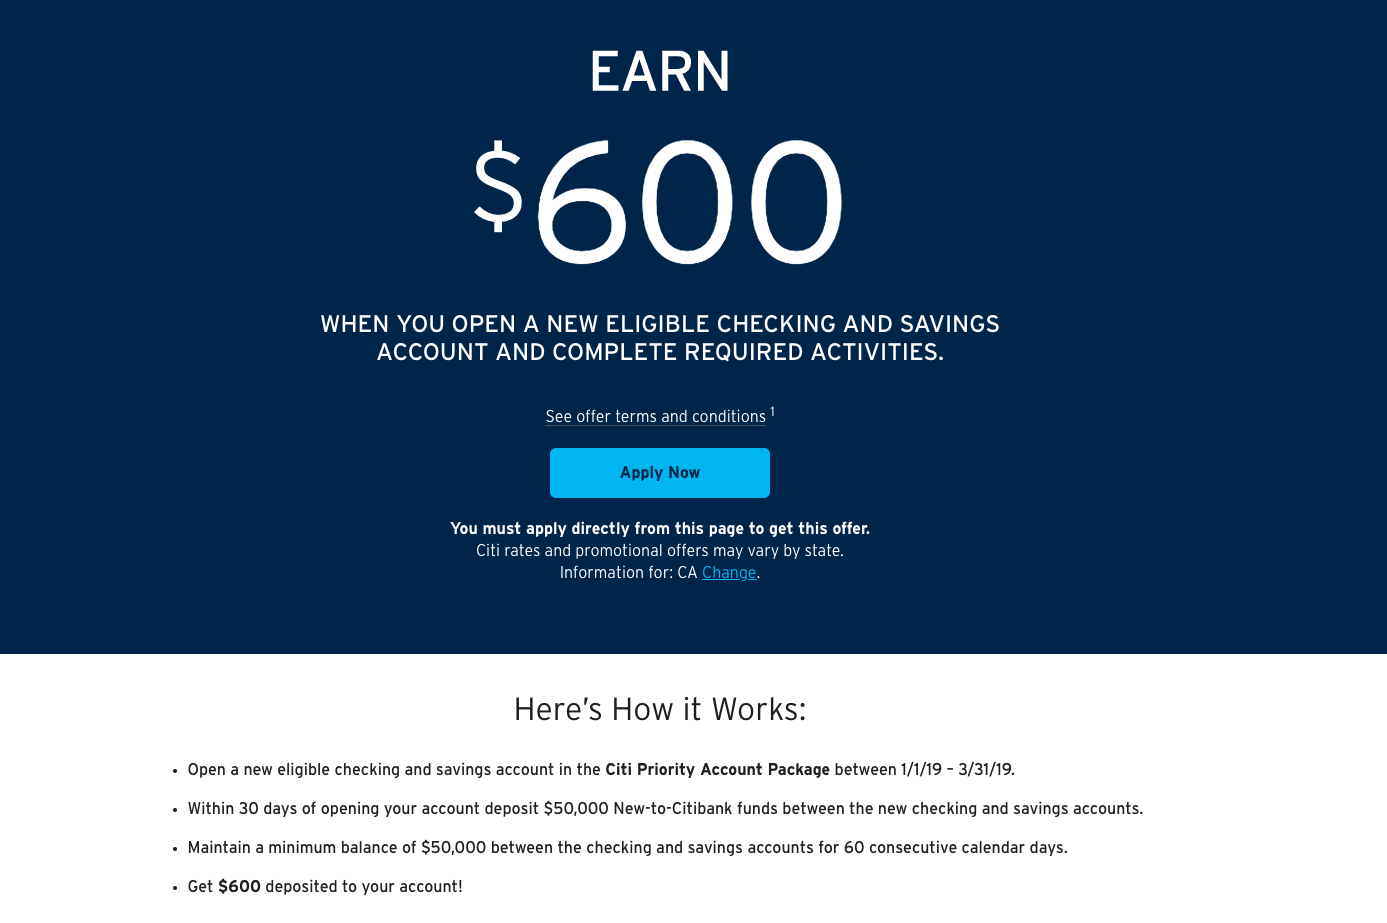 EARN
$600
WHEN YOU OPEN A NEW ELIGIBLE CHECKING AND SAVINGS
ACCOUNT AND COMPLETE REQUIRED ACTIVITIES.
See offer terms and conditions 1
Apply Now
You must apply directly from this page to get this offer.
Citi rates and promotional offers may vary by state.
Information for: CA Change.
Here's How it Works:
• Open a new eligible checking and savings account in the Citi Priority Account Package between 1/1/19 – 3/31/19.
• Within 30 days of opening your account deposit $50,000 New-to-Citibank funds between the new checking and savings accounts.
• Maintain a minimum balance of $50,000 between the checking and savings accounts for 60 consecutive calendar days.
• Get $600 deposited to your account!